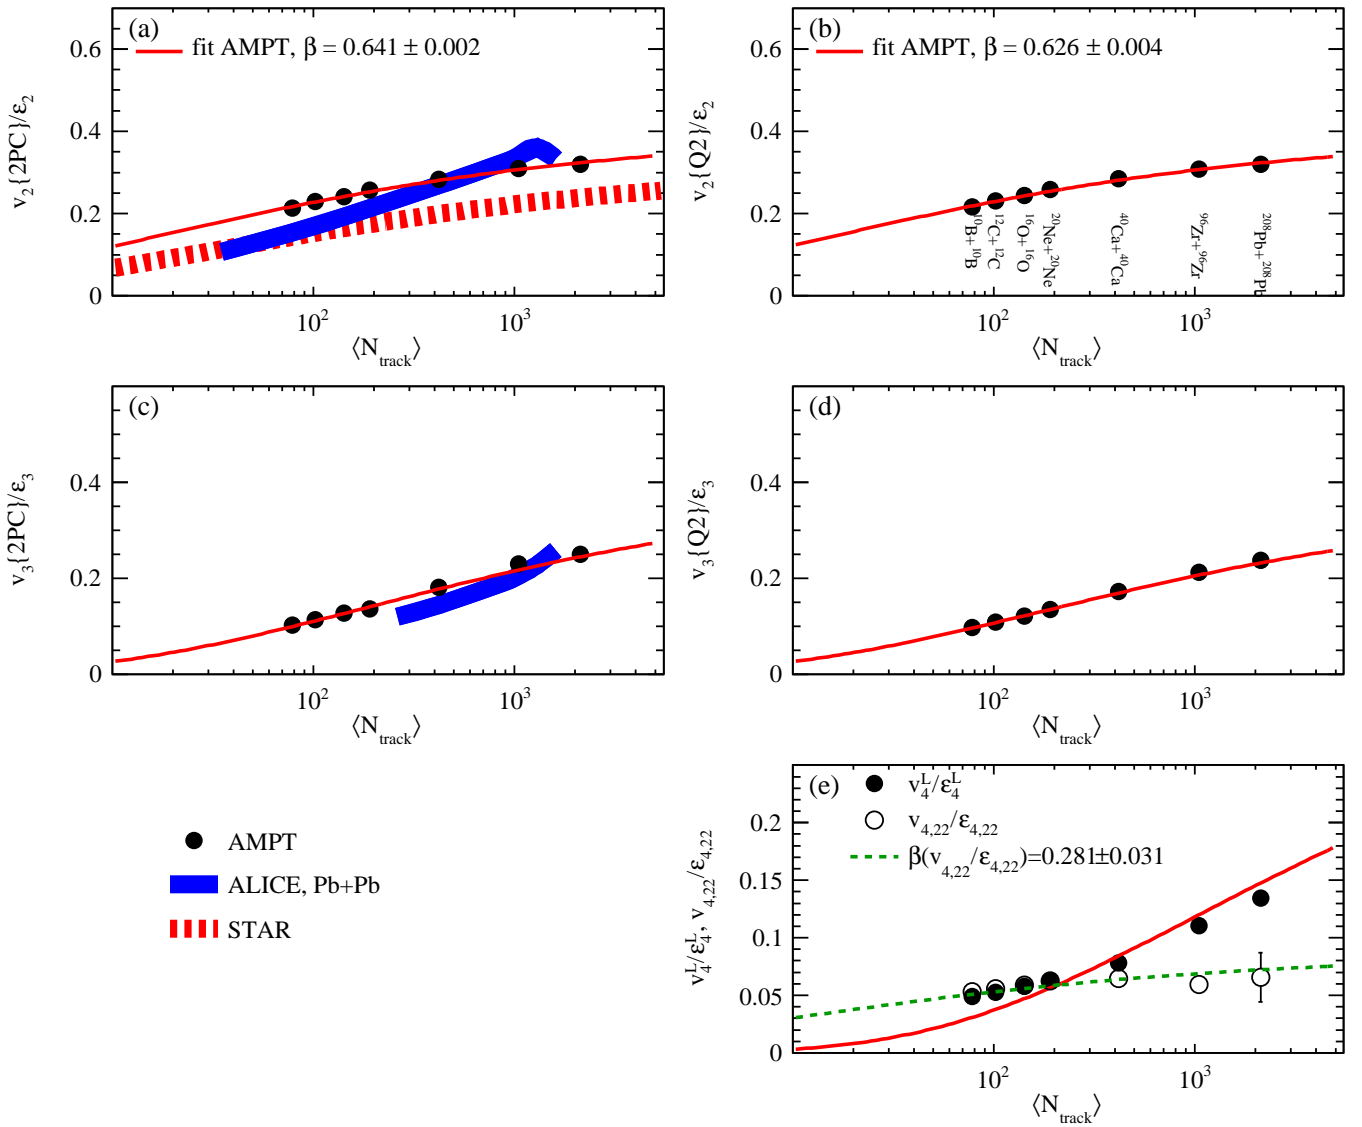 (a)
fit AMPT, β = 0.641 ± 0.002
v₂{2PC}/ε₂
0.6
0.4
0.2
0
10² 10³
⟨N_track⟩
(b)
fit AMPT, β = 0.626 ± 0.004
v₂{Q2}/ε₂
0.6
0.4
0.2
0
¹⁰B+¹⁰B
¹²C+¹²C
¹⁶O+¹⁶O
²⁰Ne+²⁰Ne
⁴⁰Ca+⁴⁰Ca
⁹⁶Zr+⁹⁶Zr
²⁰⁸Pb+²⁰⁸Pb
10² 10³
⟨N_track⟩
(c)
v₃{2PC}/ε₃
0.4
0.2
0
10² 10³
⟨N_track⟩
(d)
v₃{Q2}/ε₃
0.4
0.2
0
10² 10³
⟨N_track⟩
AMPT
ALICE, Pb+Pb
STAR
(e)
v₄ᴸ/ε₄ᴸ
v₄,₂₂/ε₄,₂₂
β(v₄,₂₂/ε₄,₂₂)=0.281±0.031
v₄ᴸ/ε₄ᴸ, v₄,₂₂/ε₄,₂₂
0.2
0.15
0.1
0.05
0
10² 10³
⟨N_track⟩